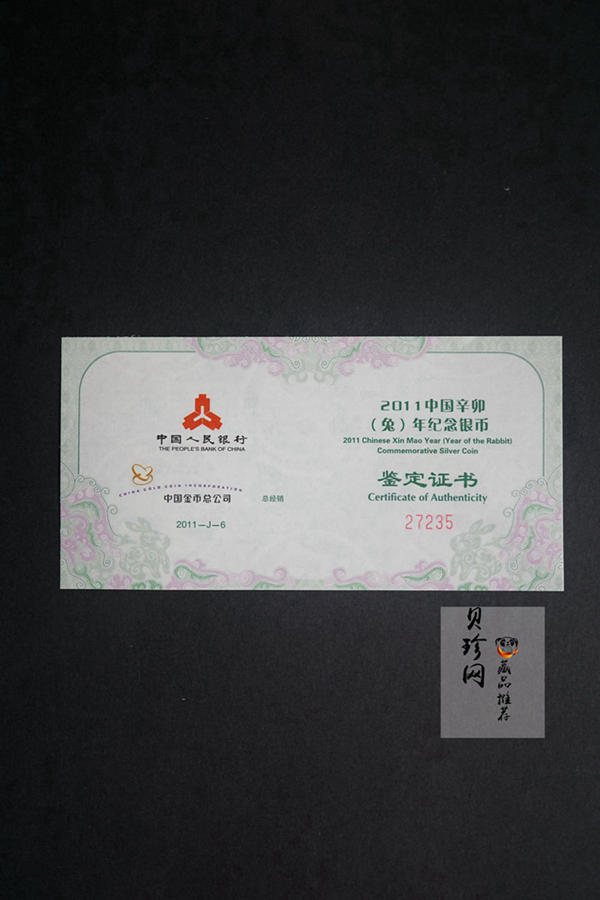 中国人民银行
THE PEOPLE'S BANK OF CHINA
CHINA GOLD COIN INCORPORATION
中国金币总公司 总经销
2011-J-6
2011中国辛卯
（兔）年纪念银币
2011 Chinese Xin Mao Year (Year of the Rabbit)
Commemorative Silver Coin
鉴定证书
Certificate of Authenticity
27235
贝珍网
藏品推荐